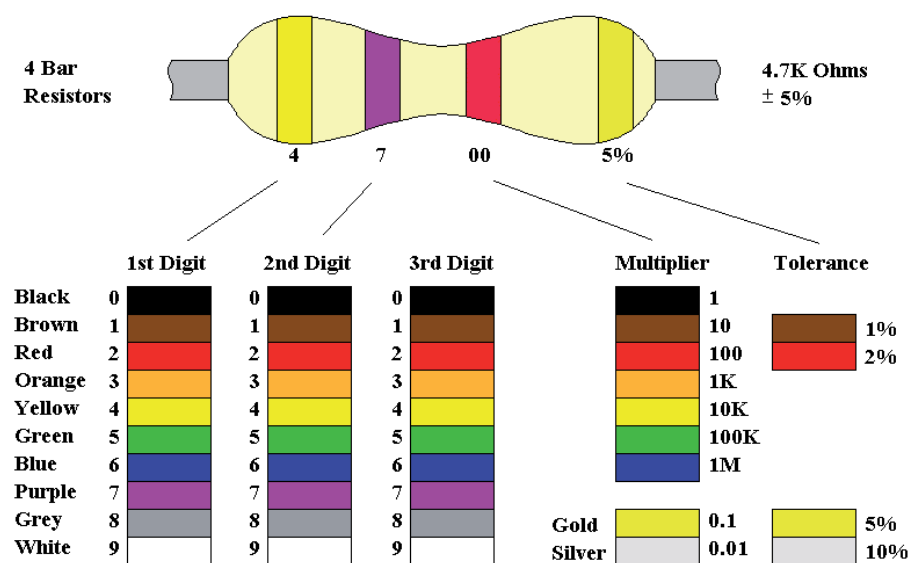 4 Bar
Resistors
4.7K Ohms
± 5%
4 7 00 5%
1st Digit 2nd Digit 3rd Digit Multiplier Tolerance
Black 0 0 0 1
Brown 1 1 1 10 1%
Red 2 2 2 100 2%
Orange 3 3 3 1K
Yellow 4 4 4 10K
Green 5 5 5 100K
Blue 6 6 6 1M
Purple 7 7 7
Grey 8 8 8 Gold 0.1 5%
White 9 9 9 Silver 0.01 10%